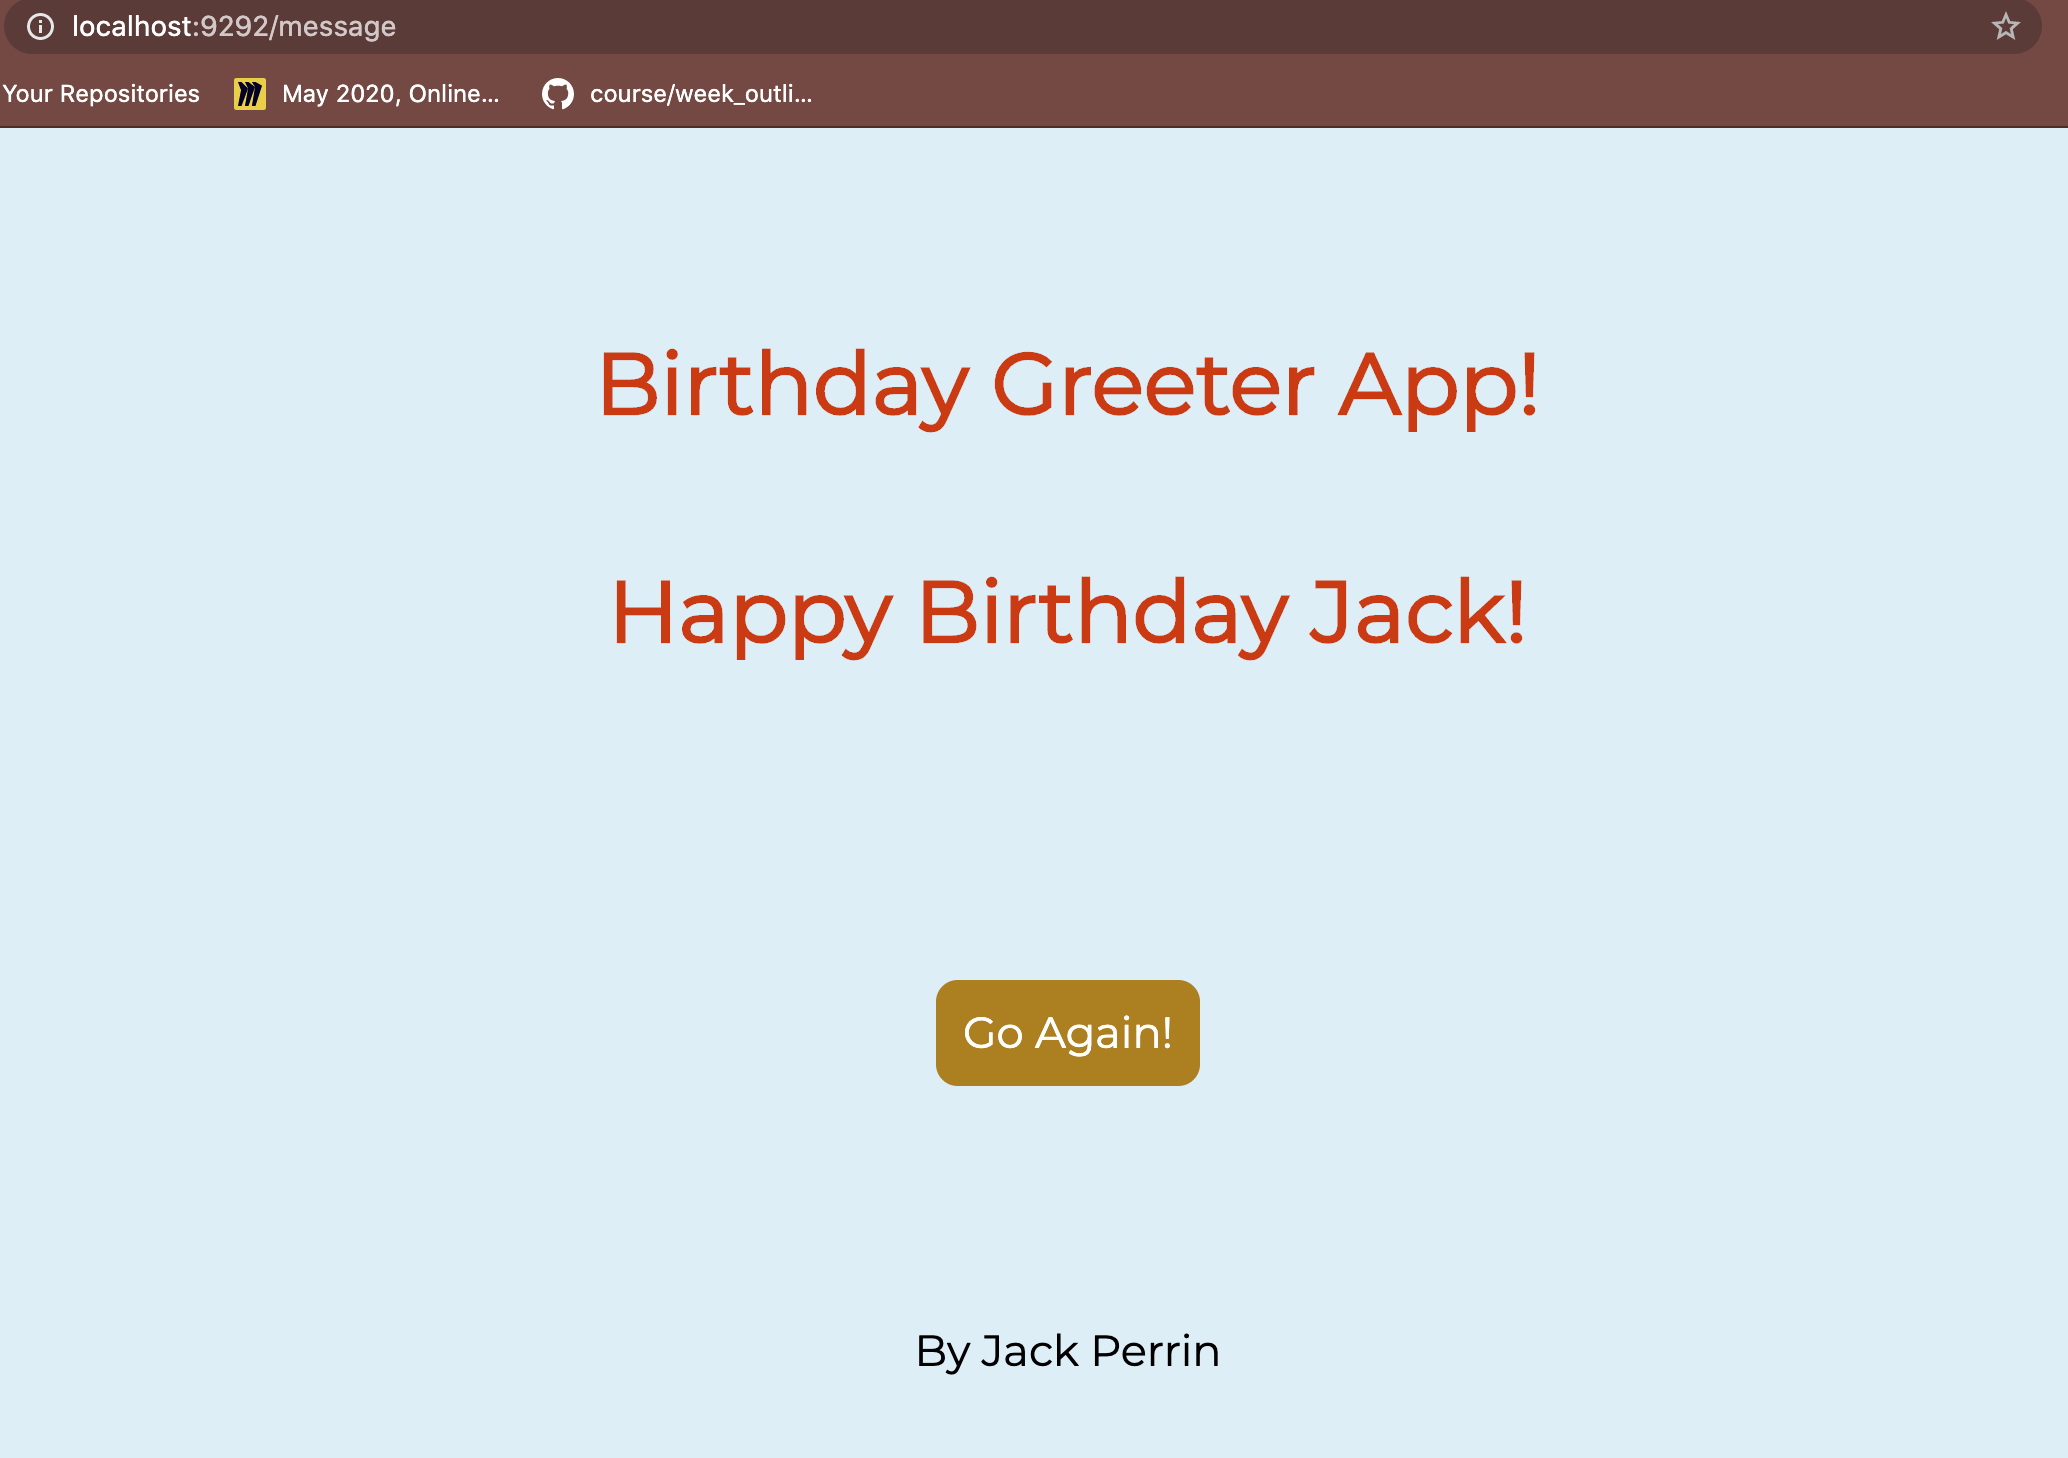 localhost:9292/message
Your Repositories May 2020, Online... course/week_outli...
Birthday Greeter App!
Happy Birthday Jack!
Go Again!
By Jack Perrin